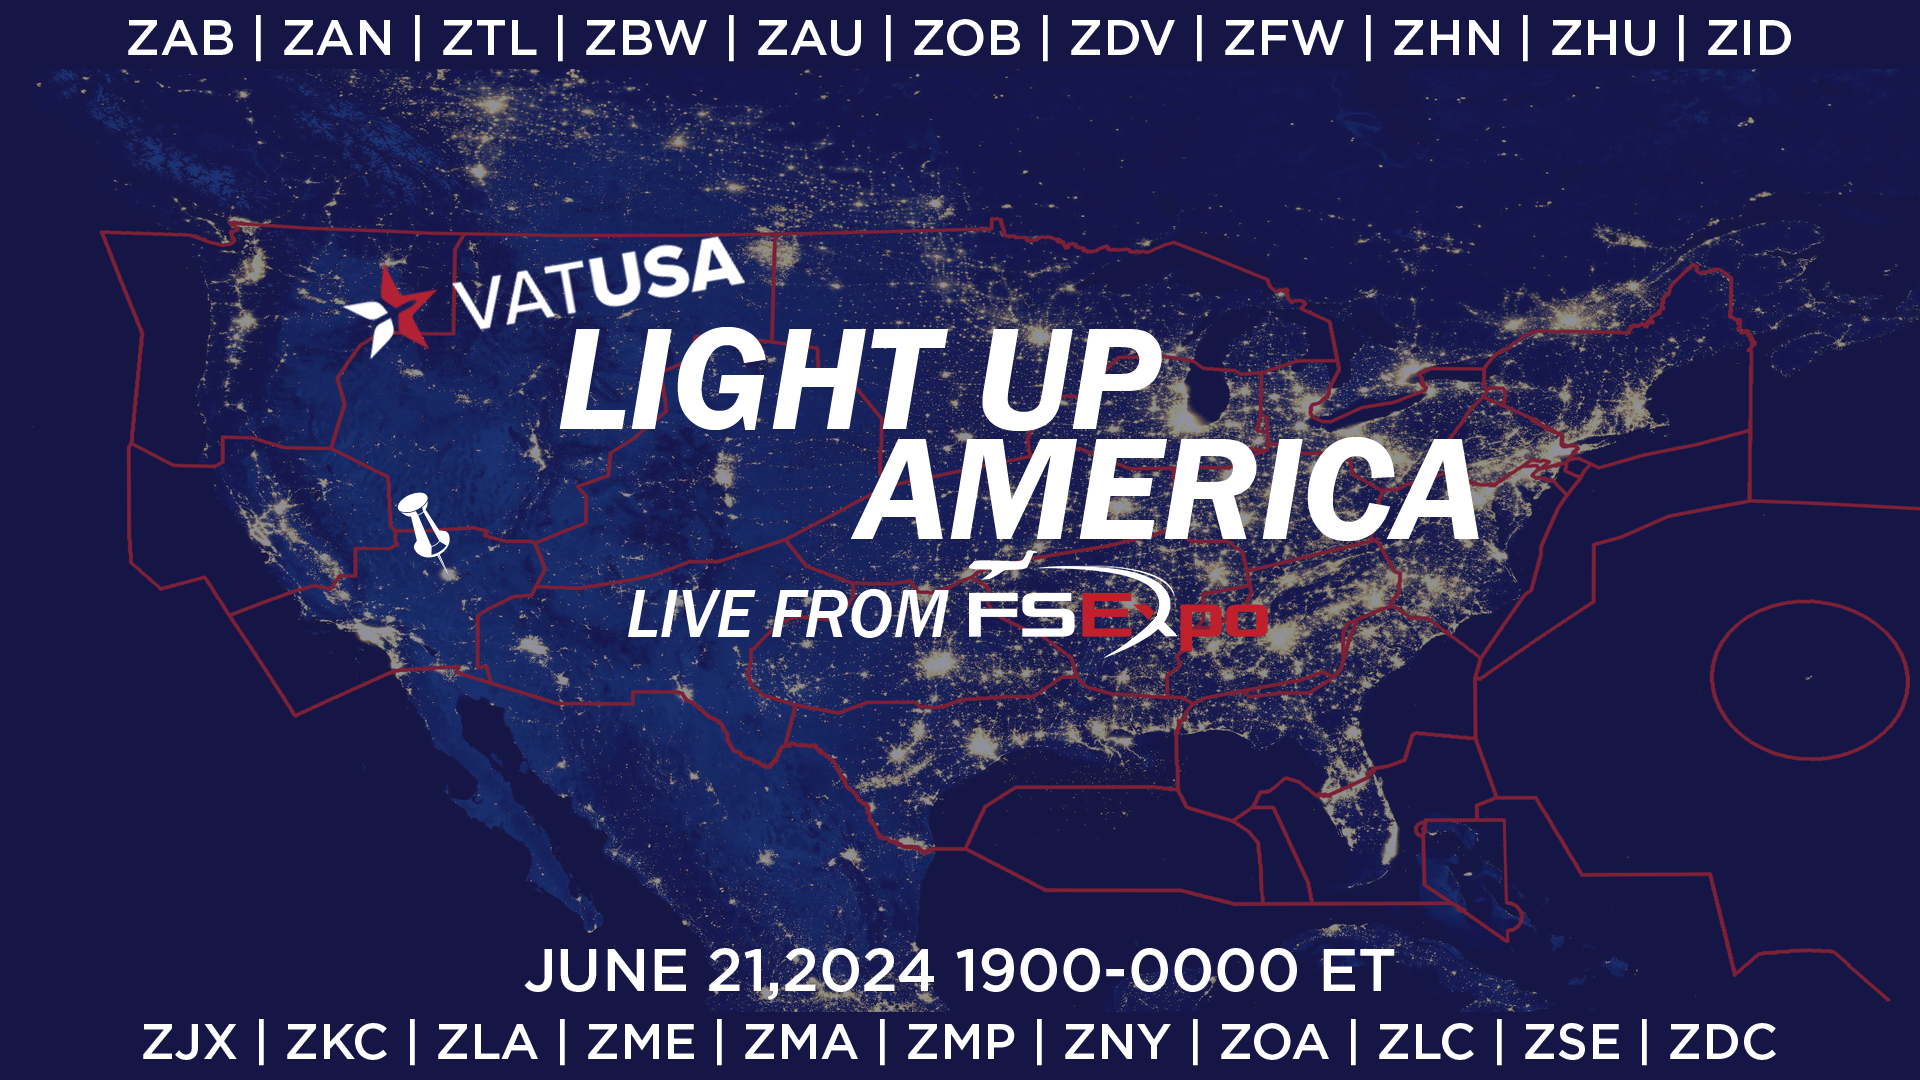 ZAB | ZAN | ZTL | ZBW | ZAU | ZOB | ZDV | ZFW | ZHN | ZHU | ZID
VATUSA
LIGHT UP
AMERICA
LIVE FROM FSExpo
JUNE 21,2024 1900-0000 ET
ZJX | ZKC | ZLA | ZME | ZMA | ZMP | ZNY | ZOA | ZLC | ZSE | ZDC